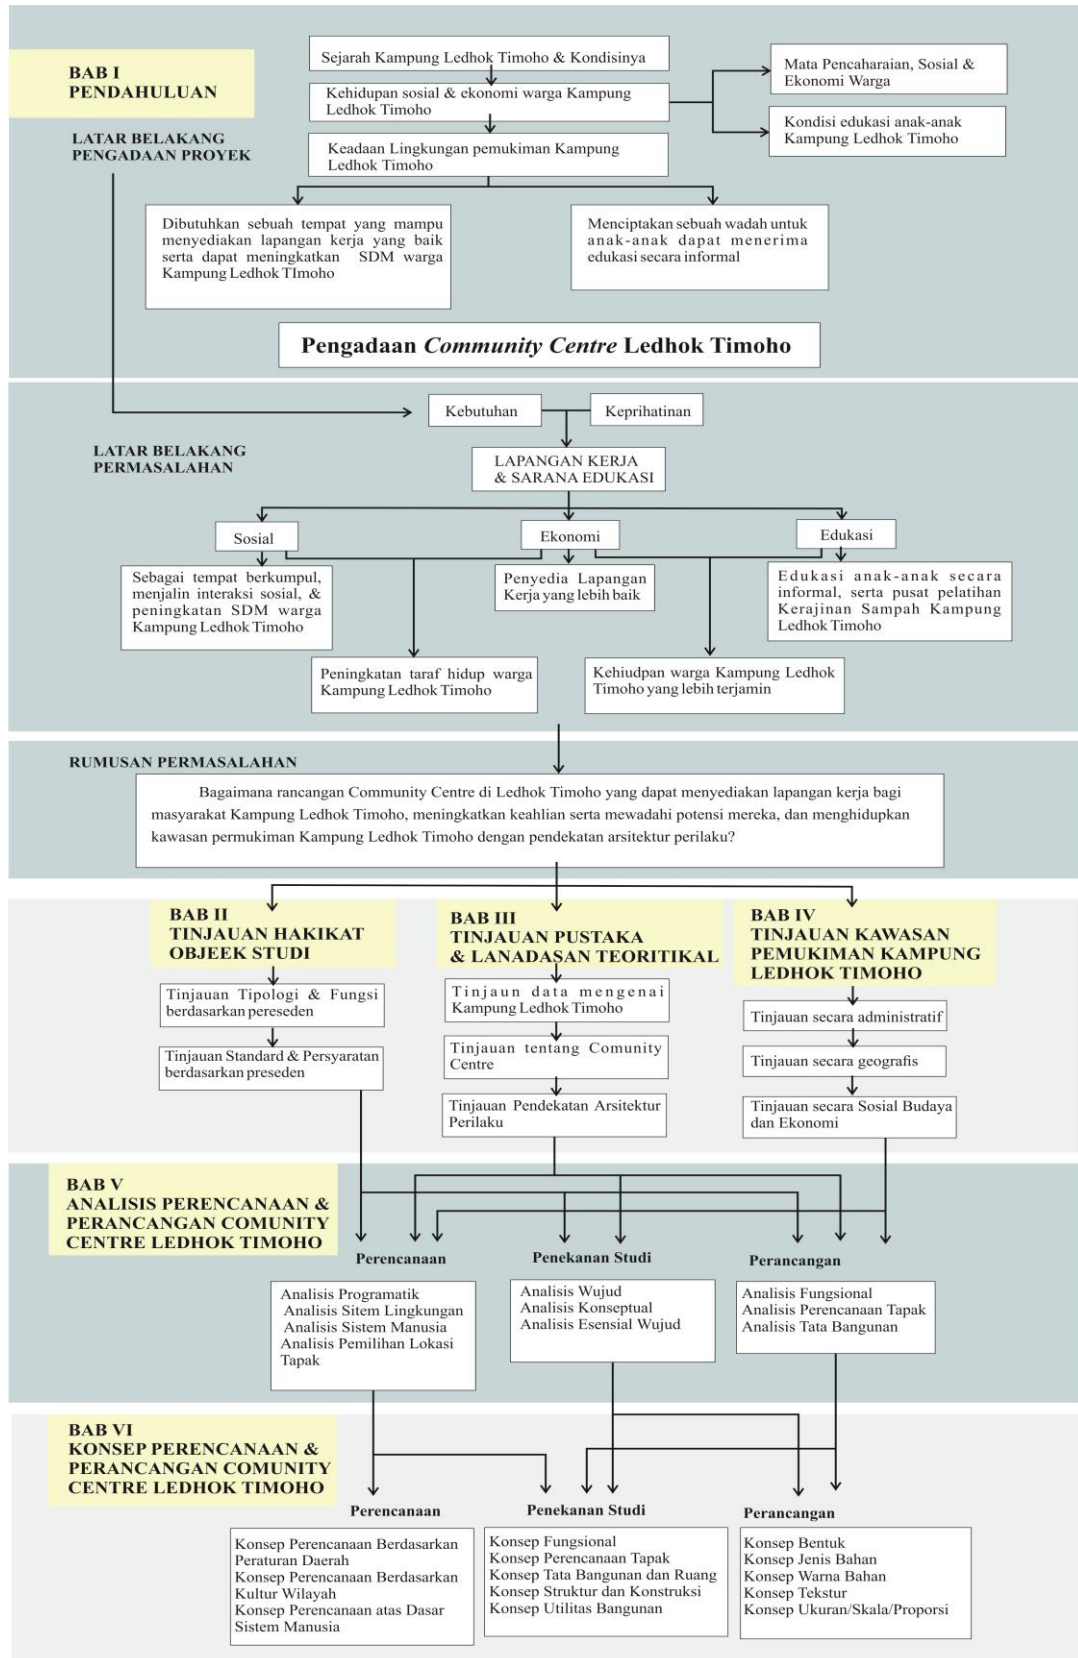 BAB I
PENDAHULUAN
LATAR BELAKANG
PENGADAAN PROYEK
Sejarah Kampung Ledhok Timoho & Kondisinya
Kehidupan sosial & ekonomi warga Kampung
Ledhok Timoho
Mata Pencaharaian, Sosial &
Ekonomi Warga
Kondisi edukasi anak-anak
Kampung Ledhok Timoho
Keadaan Lingkungan pemukiman Kampung
Ledhok Timoho
Dibutuhkan sebuah tempat yang mampu
menyediakan lapangan kerja yang baik
serta dapat meningkatkan SDM warga
Kampung Ledhok TImoho
Menciptakan sebuah wadah untuk
anak-anak dapat menerima
edukasi secara informal
Pengadaan Community Centre Ledhok Timoho
Kebutuhan
Keprihatinan
LATAR BELAKANG
PERMASALAHAN
LAPANGAN KERJA
& SARANA EDUKASI
Sosial
Ekonomi
Edukasi
Sebagai tempat berkumpul,
menjalin interaksi sosial, &
peningkatan SDM warga
Kampung Ledhok Timoho
Penyedia Lapangan
Kerja yang lebih baik
Edukasi anak-anak secara
informal, serta pusat pelatihan
Kerajinan Sampah Kampung
Ledhok Timoho
Peningkatan taraf hidup warga
Kampung Ledhok Timoho
Kehiudpan warga Kampung Ledhok
Timoho yang lebih terjamin
RUMUSAN PERMASALAHAN
Bagaimana rancangan Community Centre di Ledhok Timoho yang dapat menyediakan lapangan kerja bagi
masyarakat Kampung Ledhok Timoho, meningkatkan keahlian serta mewadahi potensi mereka, dan menghidupkan
kawasan permukiman Kampung Ledhok Timoho dengan pendekatan arsitektur perilaku?
BAB II
TINJAUAN HAKIKAT
OBJEEK STUDI
Tinjauan Tipologi & Fungsi
berdasarkan pereseden
Tinjauan Standard & Persyaratan
berdasarkan preseden
BAB III
TINJAUAN PUSTAKA
& LANADASAN TEORITIKAL
Tinjaun data mengenai
Kampung Ledhok Timoho
Tinjauan tentang Comunity
Centre
Tinjauan Pendekatan Arsitektur
Perilaku
BAB IV
TINJAUAN KAWASAN
PEMUKIMAN KAMPUNG
LEDHOK TIMOHO
Tinjauan secara administratif
Tinjauan secara geografis
Tinjauan secara Sosial Budaya
dan Ekonomi
BAB V
ANALISIS PERENCANAAN &
PERANCANGAN COMUNITY
CENTRE LEDHOK TIMOHO
Perencanaan
Analisis Programatik
Analisis Sitem Lingkungan
Analisis Sistem Manusia
Analisis Pemilihan Lokasi
Tapak
Penekanan Studi
Analisis Wujud
Analisis Konseptual
Analisis Esensial Wujud
Perancangan
Analisis Fungsional
Analisis Perencanaan Tapak
Analisis Tata Bangunan
BAB VI
KONSEP PERENCANAAN &
PERANCANGAN COMUNITY
CENTRE LEDHOK TIMOHO
Perencanaan
Konsep Perencanaan Berdasarkan
Peraturan Daerah
Konsep Perencanaan Berdasarkan
Kultur Wilayah
Konsep Perencanaan atas Dasar
Sistem Manusia
Penekanan Studi
Konsep Fungsional
Konsep Perencanaan Tapak
Konsep Tata Bangunan dan Ruang
Konsep Struktur dan Konstruksi
Konsep Utilitas Bangunan
Perancangan
Konsep Bentuk
Konsep Jenis Bahan
Konsep Warna Bahan
Konsep Tekstur
Konsep Ukuran/Skala/Proporsi